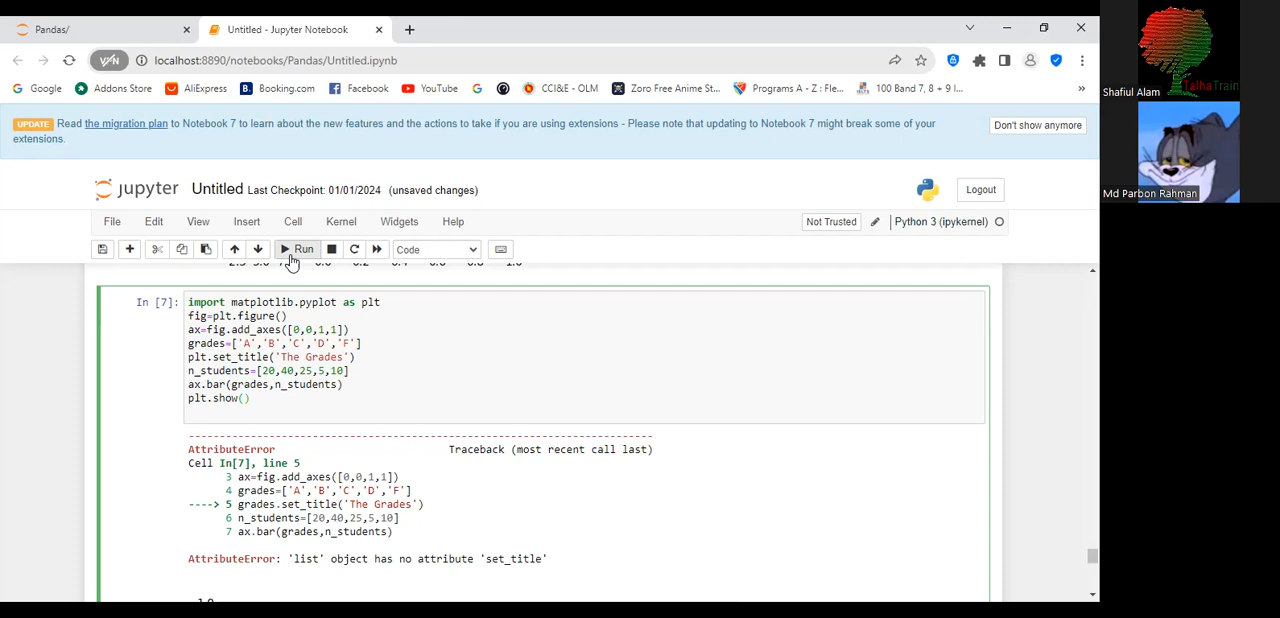 Pandas/
Untitled - Jupyter Notebook
localhost:8890/notebooks/Pandas/Untitled.ipynb
Google
Addons Store
AliExpress
Booking.com
Facebook
YouTube
CCI&E - OLM
Zoro Free Anime St...
Programs A - Z : Fle...
100 Band 7, 8 + 9 I...
»
UPDATE Read the migration plan to Notebook 7 to learn about the new features and the actions to take if you are using extensions - Please note that updating to Notebook 7 might break some of your
extensions.
Don't show anymore
jupyter Untitled Last Checkpoint: 01/01/2024 (unsaved changes)
Logout
File Edit View Insert Cell Kernel Widgets Help
Not Trusted
Python 3 (ipykernel)
Run
Code
In [7]:
import matplotlib.pyplot as plt
fig=plt.figure()
ax=fig.add_axes([0,0,1,1])
grades=['A','B','C','D','F']
plt.set_title('The Grades')
n_students=[20,40,25,5,10]
ax.bar(grades,n_students)
plt.show()
AttributeError Traceback (most recent call last)
Cell In[7], line 5
3 ax=fig.add_axes([0,0,1,1])
4 grades=['A','B','C','D','F']
----> 5 grades.set_title('The Grades')
6 n_students=[20,40,25,5,10]
7 ax.bar(grades,n_students)
AttributeError: 'list' object has no attribute 'set_title'
TalhaTrain
Shafiul Alam
Md Parbon Rahman